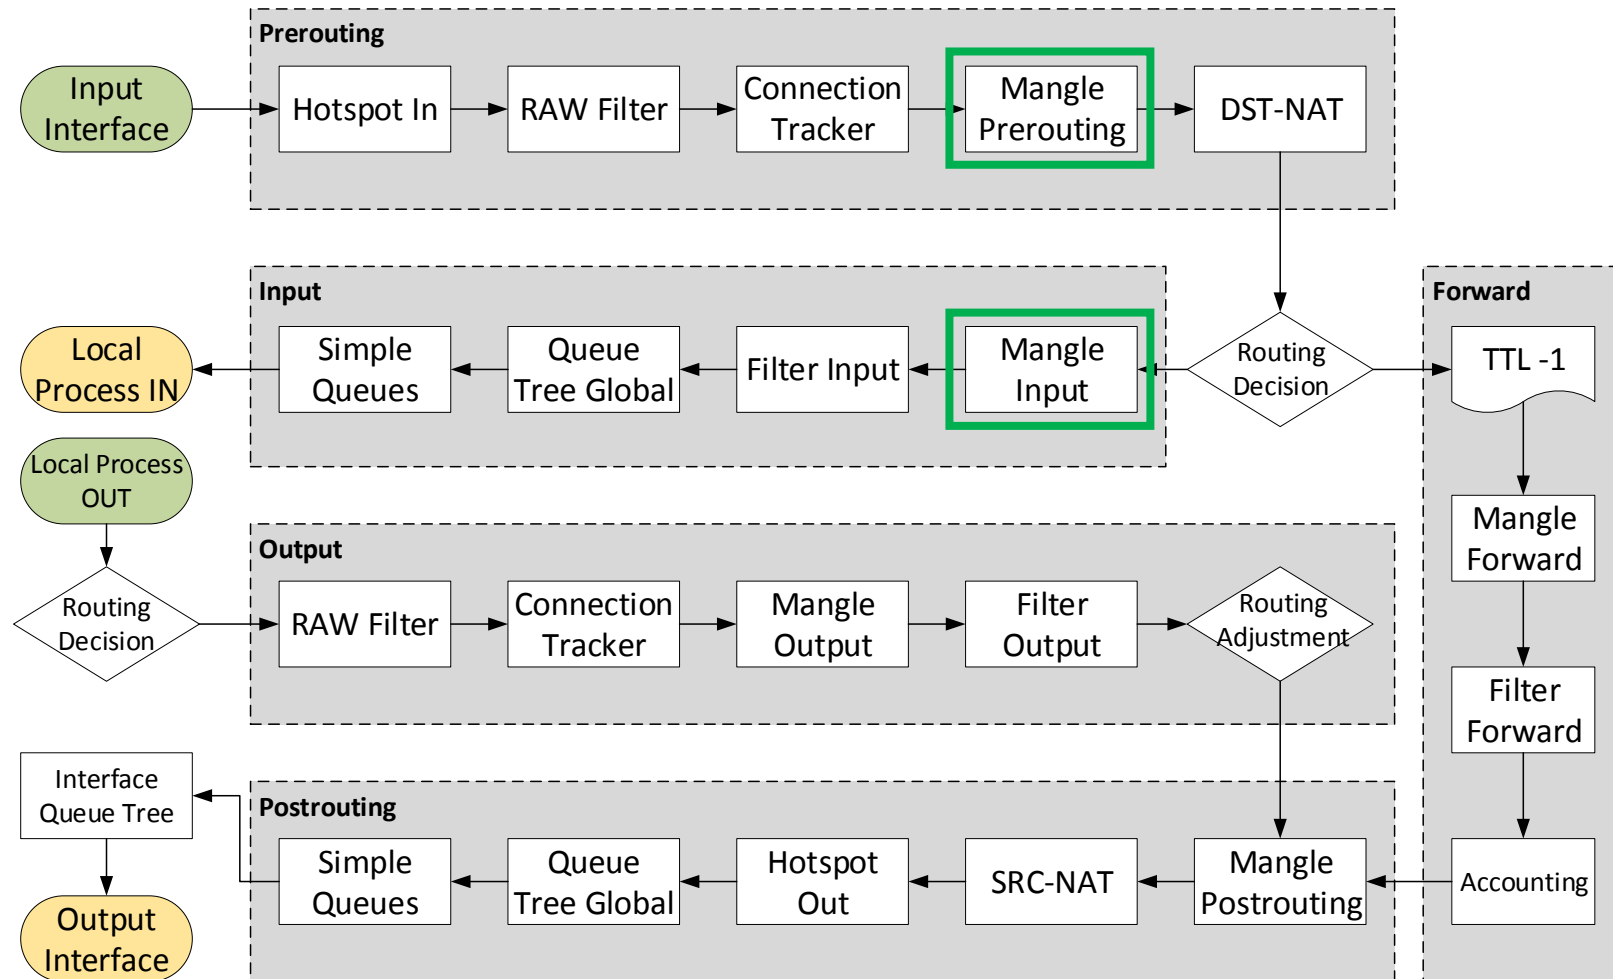 Prerouting
Input
Interface
Hotspot In
RAW Filter
Connection
Tracker
Mangle
Prerouting
DST-NAT
Input
Local
Process IN
Simple
Queues
Queue
Tree Global
Filter Input
Mangle
Input
Routing
Decision
Forward
TTL -1
Mangle
Forward
Filter
Forward
Accounting
Local Process
OUT
Routing
Decision
Output
RAW Filter
Connection
Tracker
Mangle
Output
Filter
Output
Routing
Adjustment
Interface
Queue Tree
Output
Interface
Postrouting
Simple
Queues
Queue
Tree Global
Hotspot
Out
SRC-NAT
Mangle
Postrouting